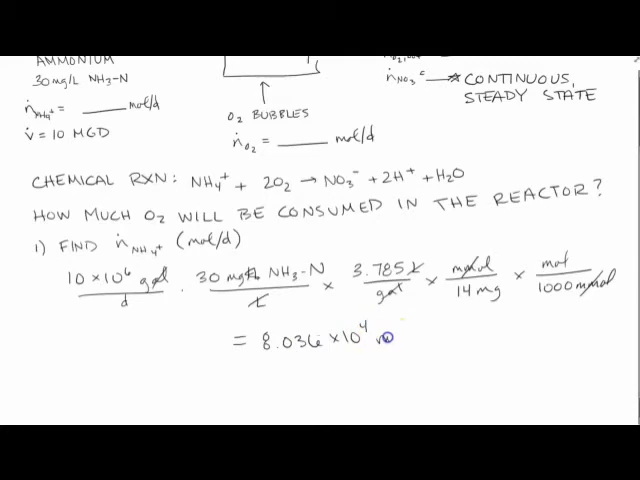 AMMONIUM
30 mg/L NH3-N
ṅNH4+ = ____ mol/d
V̇ = 10 MGD
O2 BUBBLES
ṅO2 = ____ mol/d
ṅNO3-
CONTINUOUS, STEADY STATE
CHEMICAL RXN: NH4+ + 2O2 → NO3- + 2H+ + H2O
HOW MUCH O2 WILL BE CONSUMED IN THE REACTOR?
1) FIND ṅNH4+ (mol/d)
10 × 10^6 gal / d · 30 mg NH3-N / L × 3.785 L / gal × mmol / 14 mg × mol / 1000 mmol
= 8.036 × 10^4 m